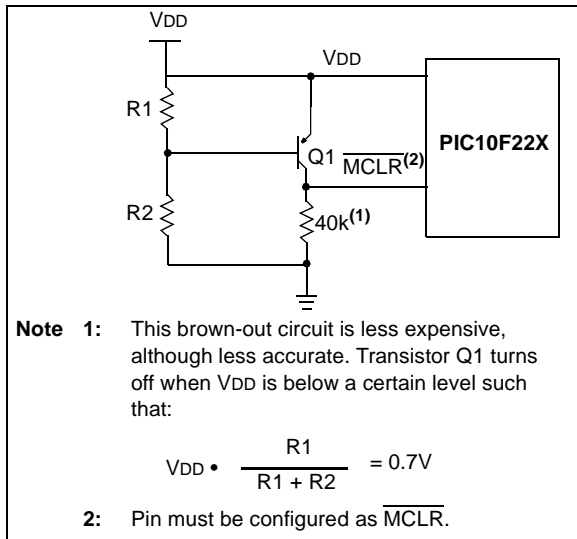 VDD
VDD
R1
Q1
MCLR(2)
PIC10F22X
R2
40k(1)
Note 1: This brown-out circuit is less expensive,
although less accurate. Transistor Q1 turns
off when VDD is below a certain level such
that:
VDD • R1 / R1 + R2 = 0.7V
2: Pin must be configured as MCLR.